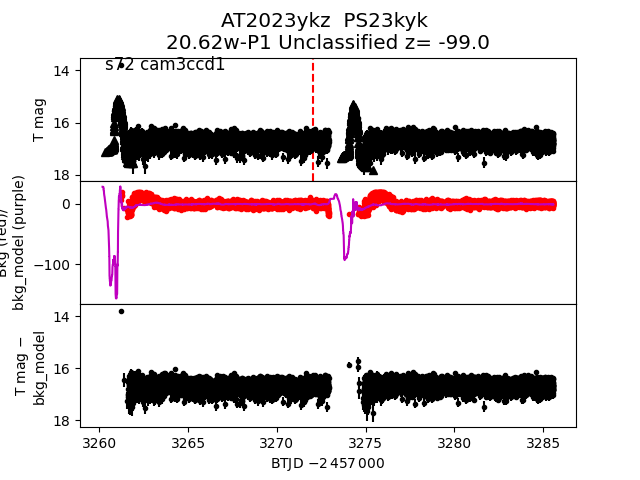 AT2023ykz PS23kyk
20.62w-P1 Unclassified z= -99.0
s72 cam3ccd1
T mag
14
16
18
Bkg (red)/
bkg_model (purple)
0
−100
T mag −
bkg_model
14
16
18
3260 3265 3270 3275 3280 3285
BTJD −2 457 000